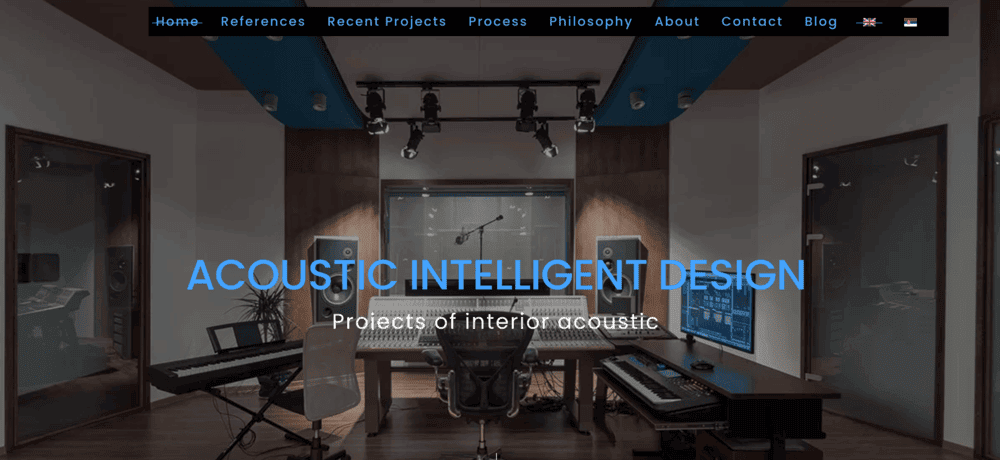 Home References Recent Projects Process Philosophy About Contact Blog
ACOUSTIC INTELLIGENT DESIGN
Projects of interior acoustic